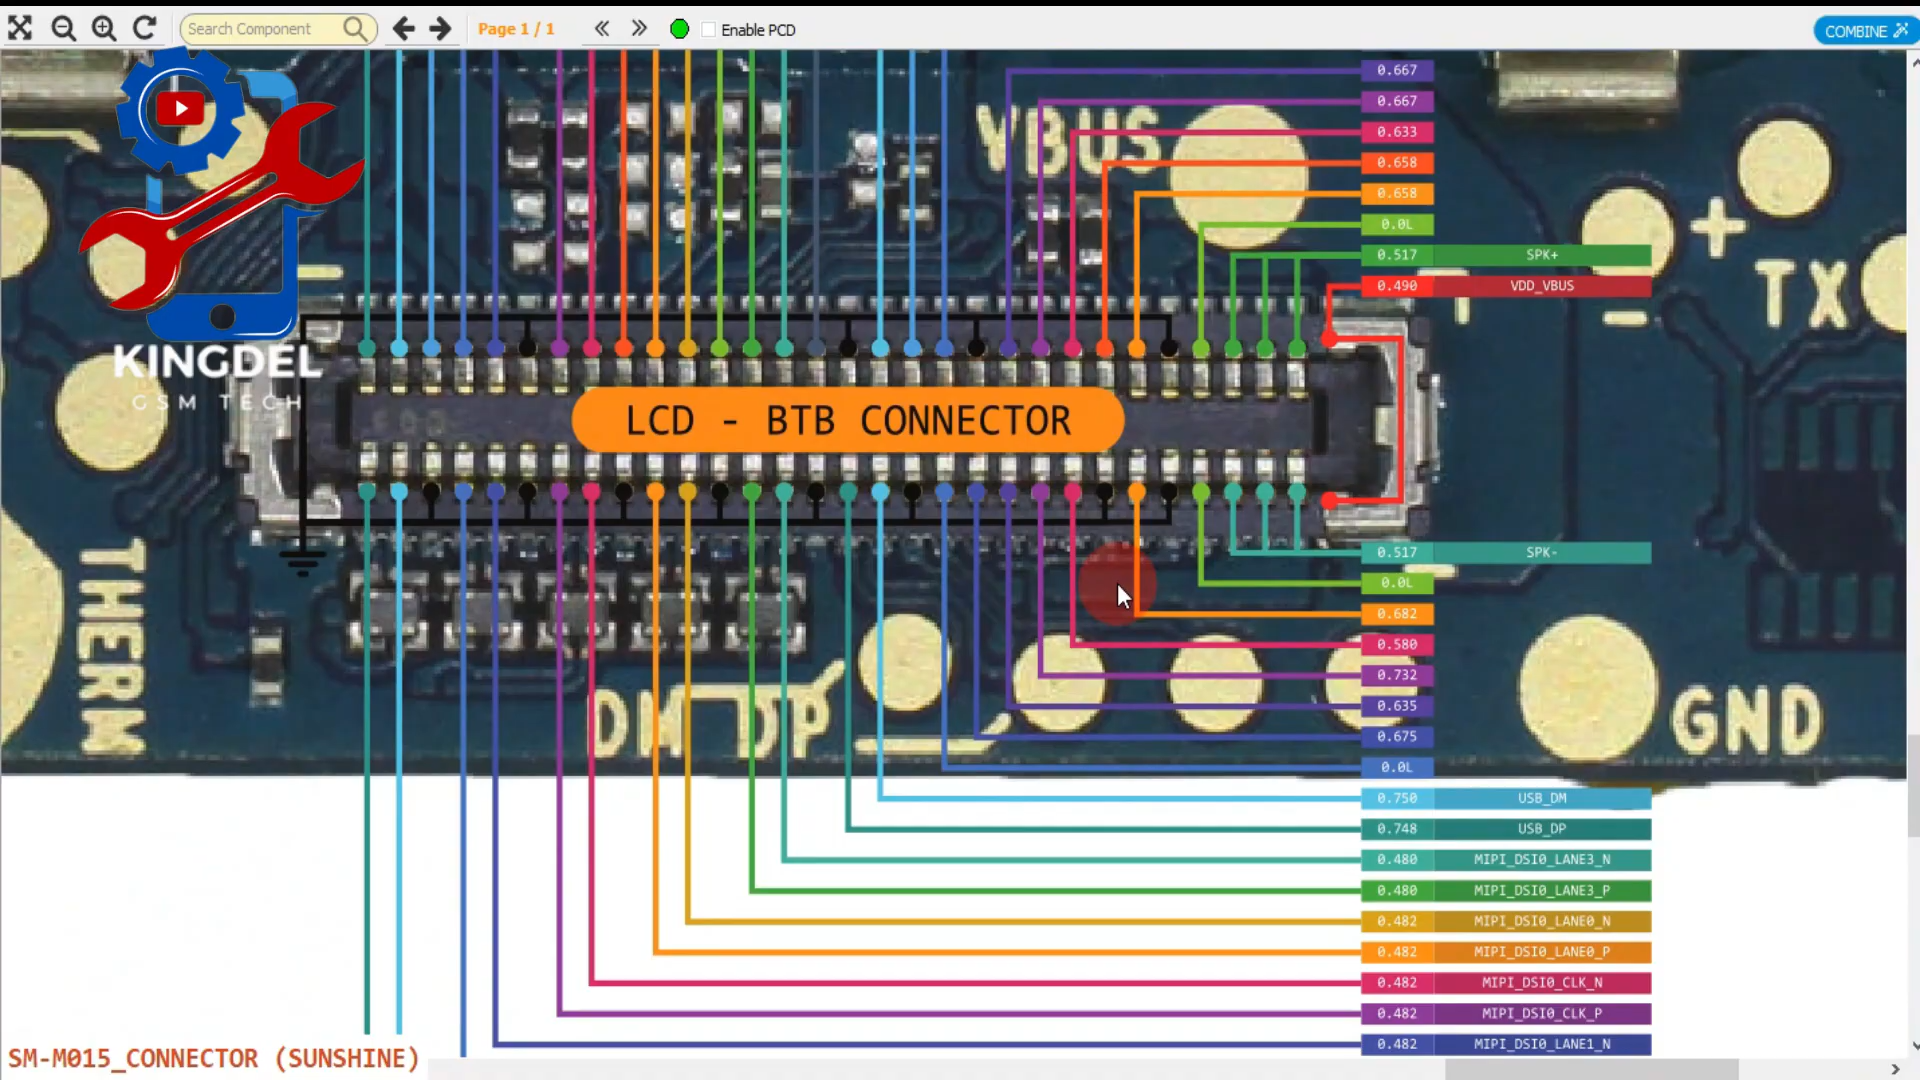 Search Component
Page 1 / 1
Enable PCD
COMBINE
KINGDEL
GSM TECH
VBUS
TX
THERM
DM DP
GND
LCD - BTB CONNECTOR
0.667
0.667
0.633
0.658
0.658
0.0L
0.517 SPK+
0.490 VDD_VBUS
0.517 SPK-
0.0L
0.682
0.580
0.732
0.635
0.675
0.0L
0.750 USB_DM
0.748 USB_DP
0.480 MIPI_DSI0_LANE3_N
0.480 MIPI_DSI0_LANE3_P
0.482 MIPI_DSI0_LANE0_N
0.482 MIPI_DSI0_LANE0_P
0.482 MIPI_DSI0_CLK_N
0.482 MIPI_DSI0_CLK_P
0.482 MIPI_DSI0_LANE1_N
SM-M015_CONNECTOR (SUNSHINE)